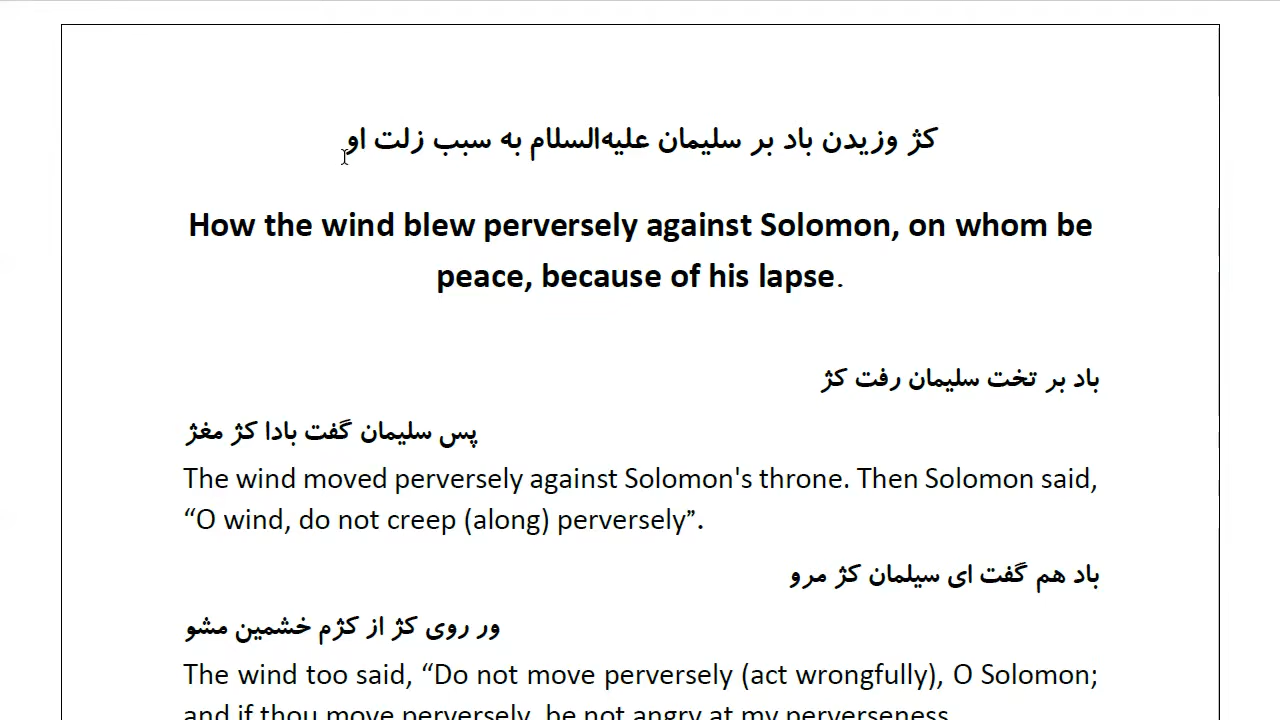 کژ وزیدن باد بر سلیمان علیه‌السلام به سبب زلت او
How the wind blew perversely against Solomon, on whom be
peace, because of his lapse.
باد بر تخت سلیمان رفت کژ
پس سلیمان گفت بادا کژ مغژ
The wind moved perversely against Solomon's throne. Then Solomon said,
“O wind, do not creep (along) perversely”.
باد هم گفت ای سیلمان کژ مرو
ور روی کژ از کژم خشمین مشو
The wind too said, “Do not move perversely (act wrongfully), O Solomon;
and if thou move perversely, be not angry at my perverseness